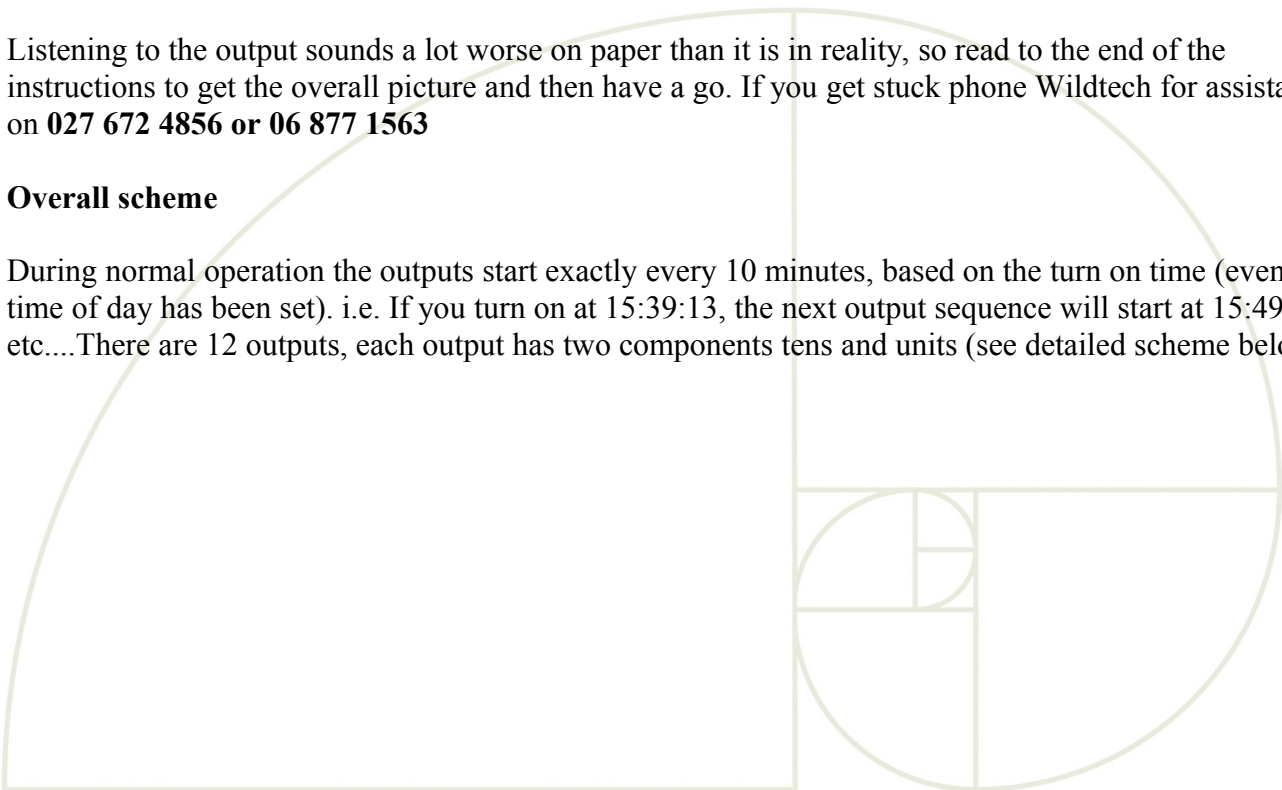 Listening to the output sounds a lot worse on paper than it is in reality, so read to the end of the
instructions to get the overall picture and then have a go. If you get stuck phone Wildtech for assista
on 027 672 4856 or 06 877 1563
Overall scheme
During normal operation the outputs start exactly every 10 minutes, based on the turn on time (even
time of day has been set). i.e. If you turn on at 15:39:13, the next output sequence will start at 15:49
etc....There are 12 outputs, each output has two components tens and units (see detailed scheme belo